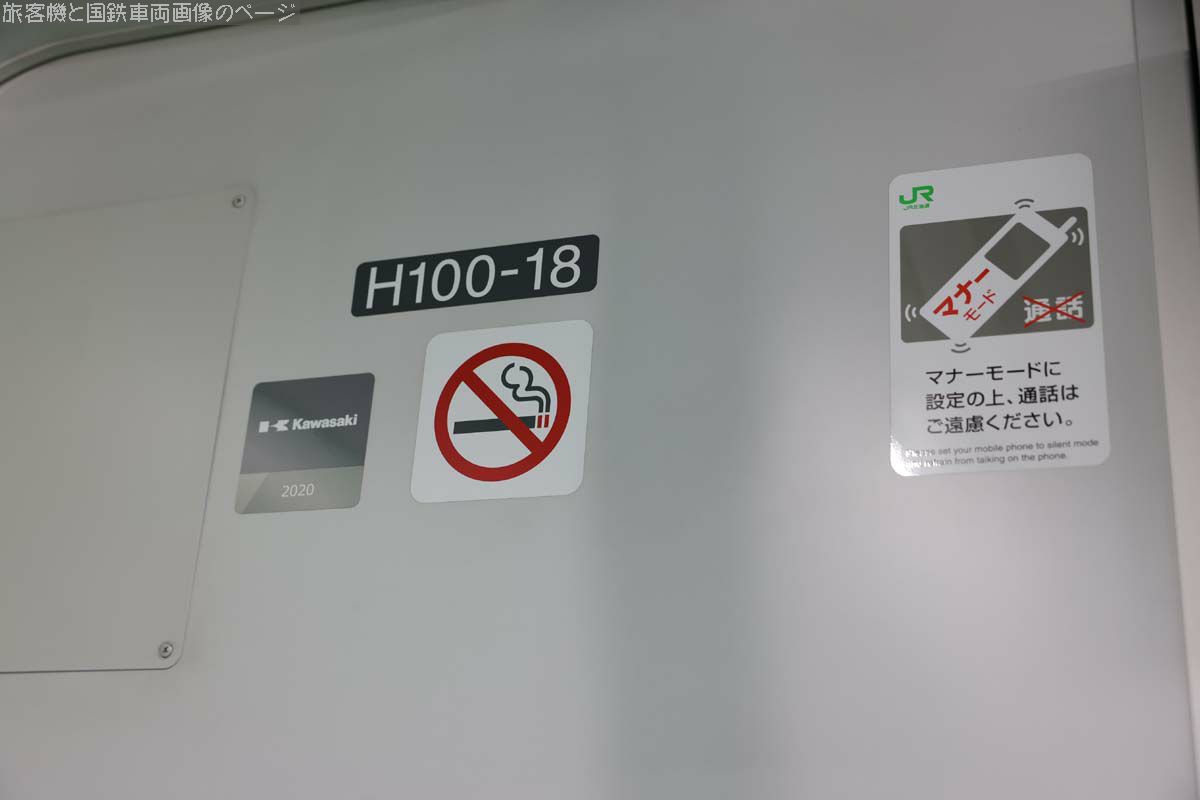 旅客機と国鉄車両画像のページ
H100-18
Kawasaki
2020
JR
JR北海道
マナー
モード
通話
マナーモードに
設定の上、通話は
ご遠慮ください。
Please set your mobile phone to silent mode
and refrain from talking on the phone.